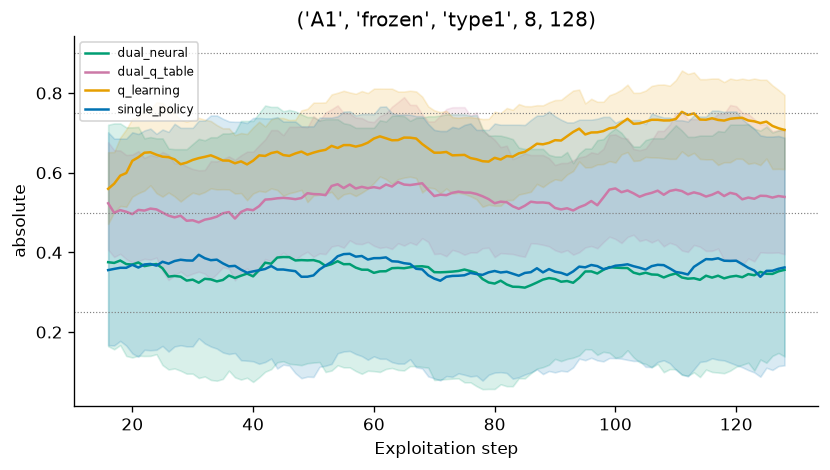 ('A1', 'frozen', 'type1', 8, 128)
dual_neural
dual_q_table
q_learning
single_policy
absolute
0.8
0.6
0.4
0.2
20 40 60 80 100 120
Exploitation step